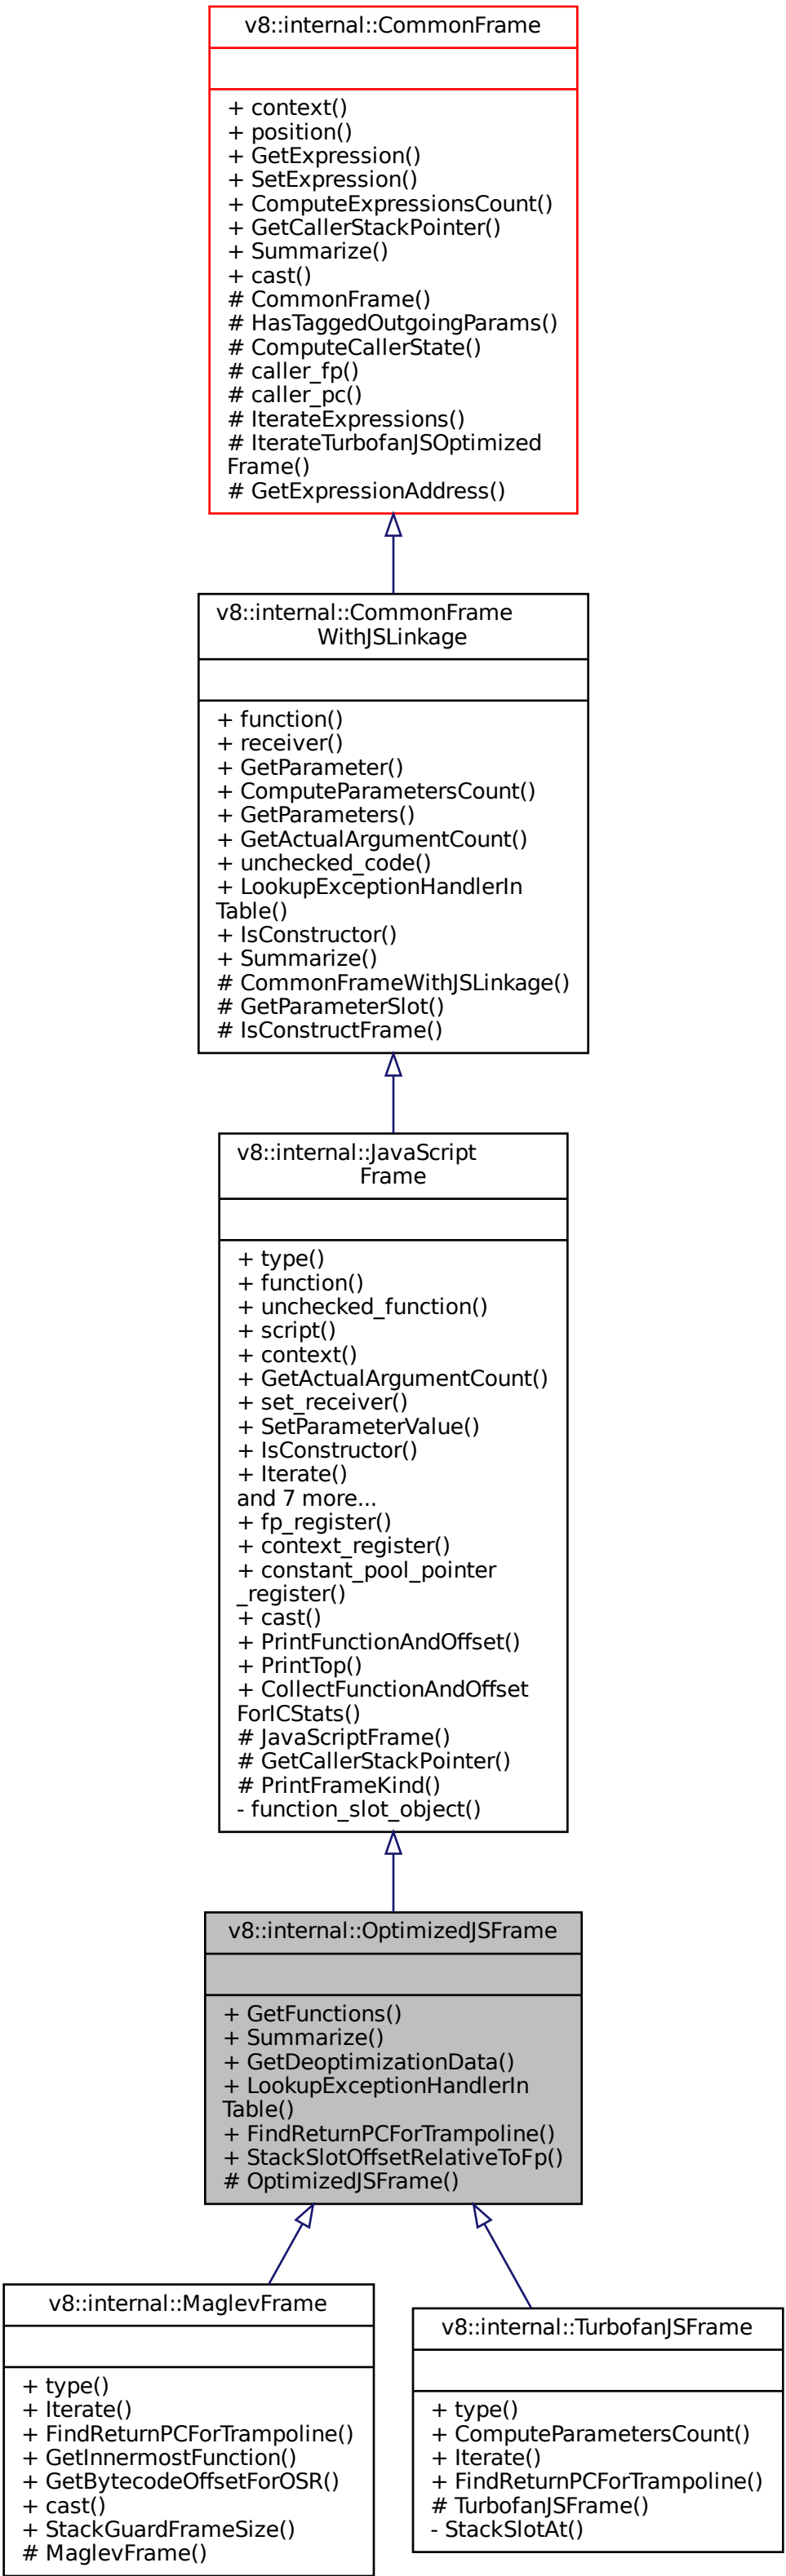 v8::internal::CommonFrame
+ context()
+ position()
+ GetExpression()
+ SetExpression()
+ ComputeExpressionsCount()
+ GetCallerStackPointer()
+ Summarize()
+ cast()
# CommonFrame()
# HasTaggedOutgoingParams()
# ComputeCallerState()
# caller_fp()
# caller_pc()
# IterateExpressions()
# IterateTurbofanJSOptimized
Frame()
# GetExpressionAddress()
v8::internal::CommonFrame
WithJSLinkage
+ function()
+ receiver()
+ GetParameter()
+ ComputeParametersCount()
+ GetParameters()
+ GetActualArgumentCount()
+ unchecked_code()
+ LookupExceptionHandlerIn
Table()
+ IsConstructor()
+ Summarize()
# CommonFrameWithJSLinkage()
# GetParameterSlot()
# IsConstructFrame()
v8::internal::JavaScript
Frame
+ type()
+ function()
+ unchecked_function()
+ script()
+ context()
+ GetActualArgumentCount()
+ set_receiver()
+ SetParameterValue()
+ IsConstructor()
+ Iterate()
and 7 more...
+ fp_register()
+ context_register()
+ constant_pool_pointer
_register()
+ cast()
+ PrintFunctionAndOffset()
+ PrintTop()
+ CollectFunctionAndOffset
ForICStats()
# JavaScriptFrame()
# GetCallerStackPointer()
# PrintFrameKind()
- function_slot_object()
v8::internal::OptimizedJSFrame
+ GetFunctions()
+ Summarize()
+ GetDeoptimizationData()
+ LookupExceptionHandlerIn
Table()
+ FindReturnPCForTrampoline()
+ StackSlotOffsetRelativeToFp()
# OptimizedJSFrame()
v8::internal::MaglevFrame
+ type()
+ Iterate()
+ FindReturnPCForTrampoline()
+ GetInnermostFunction()
+ GetBytecodeOffsetForOSR()
+ cast()
+ StackGuardFrameSize()
# MaglevFrame()
v8::internal::TurbofanJSFrame
+ type()
+ ComputeParametersCount()
+ Iterate()
+ FindReturnPCForTrampoline()
# TurbofanJSFrame()
- StackSlotAt()